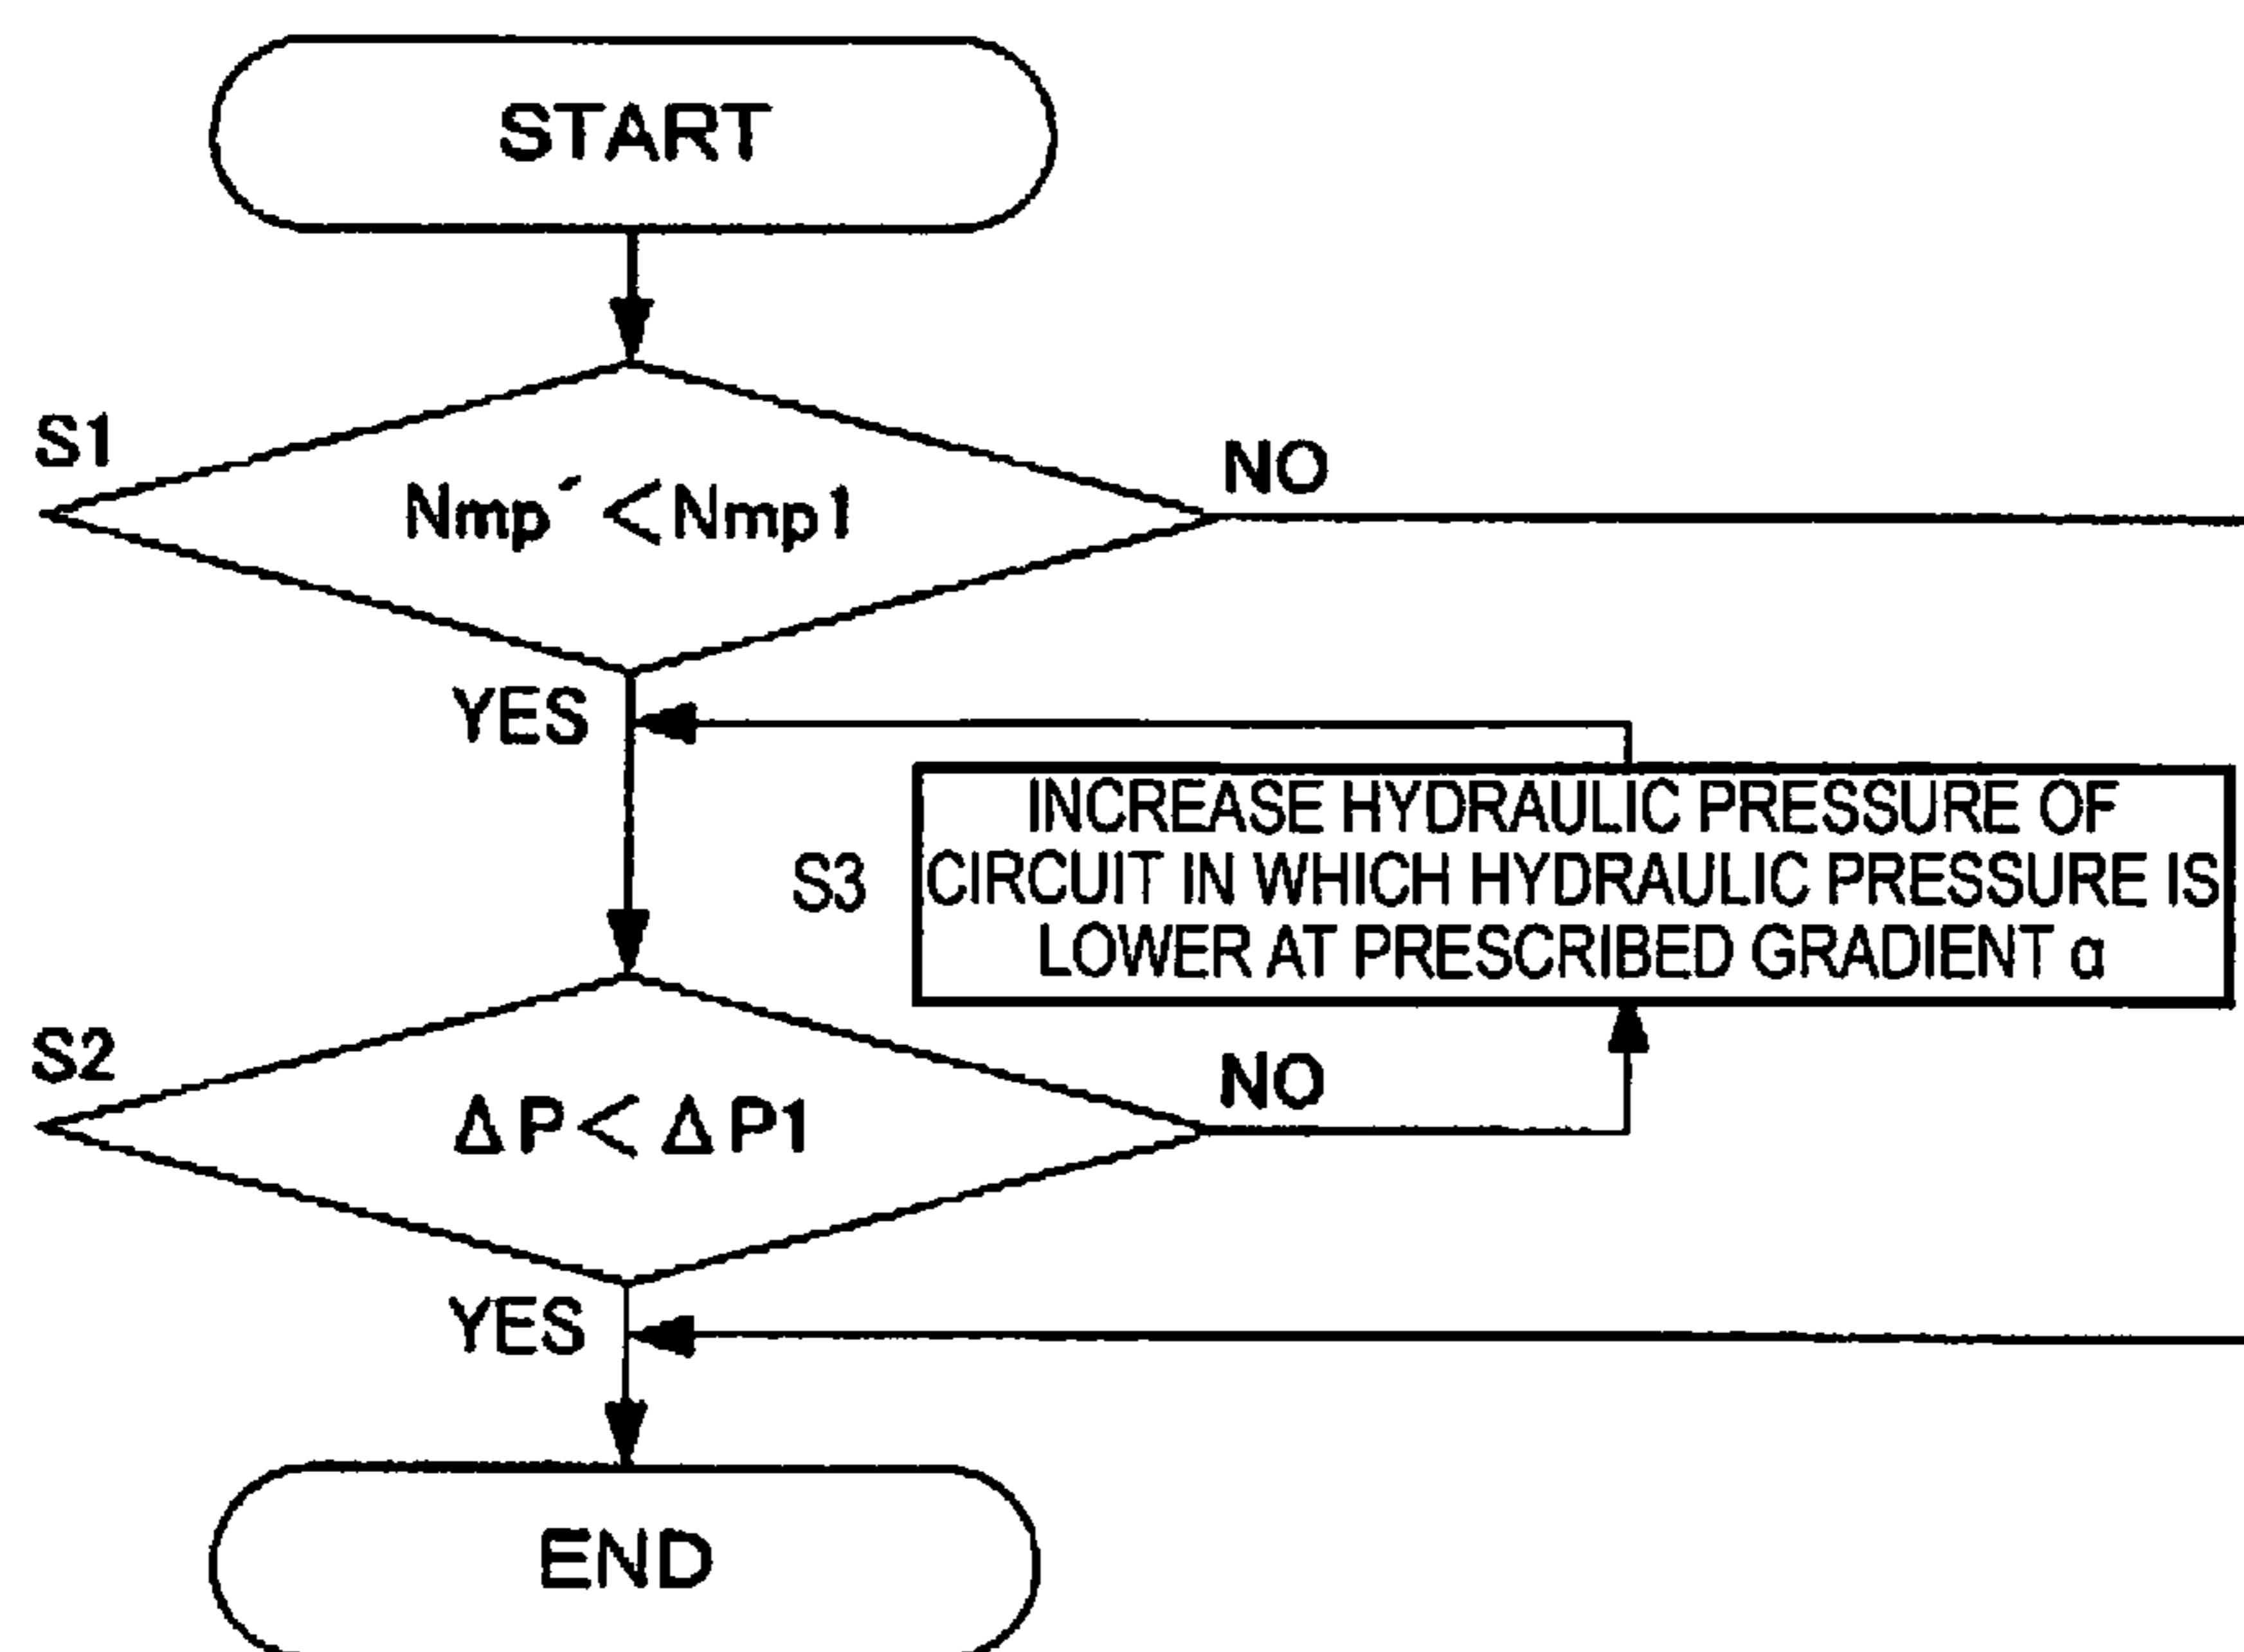 START
S1
Nmp´<Nmp1
NO
YES
S3
INCREASE HYDRAULIC PRESSURE OF
CIRCUIT IN WHICH HYDRAULIC PRESSURE IS
LOWER AT PRESCRIBED GRADIENT α
S2
ΔP<ΔP1
NO
YES
END